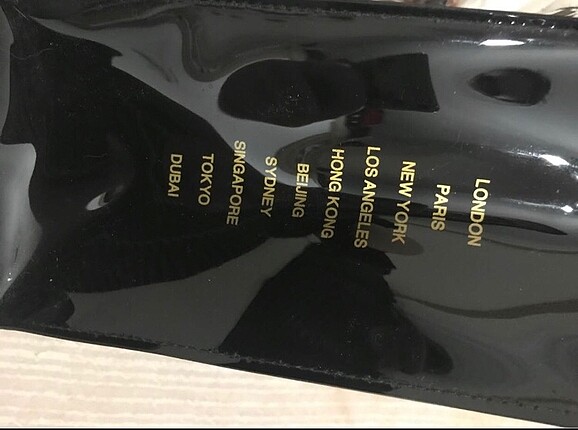 LONDON
PARIS
NEW YORK
LOS ANGELES
HONG KONG
BEIJING
SYDNEY
SINGAPORE
TOKYO
DUBAI